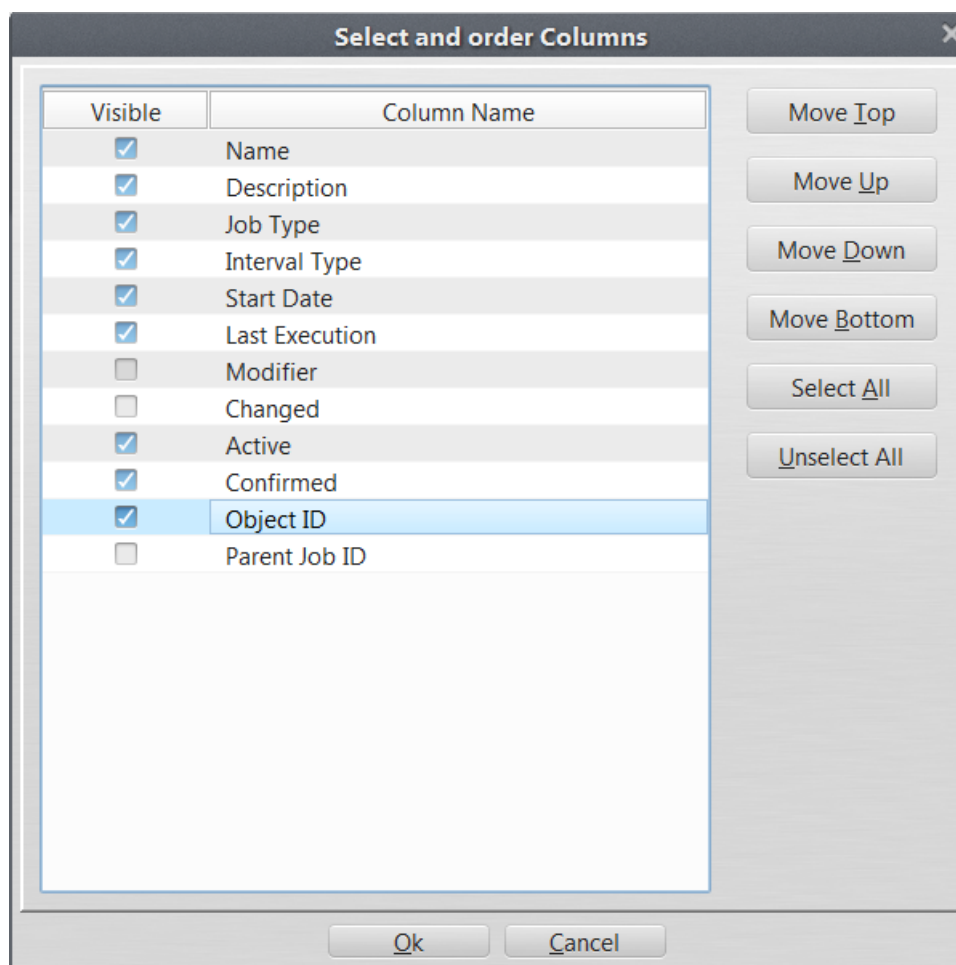 Select and order Columns
Visible Column Name
Name
Description
Job Type
Interval Type
Start Date
Last Execution
Modifier
Changed
Active
Confirmed
Object ID
Parent Job ID
Move Top
Move Up
Move Down
Move Bottom
Select All
Unselect All
Ok Cancel